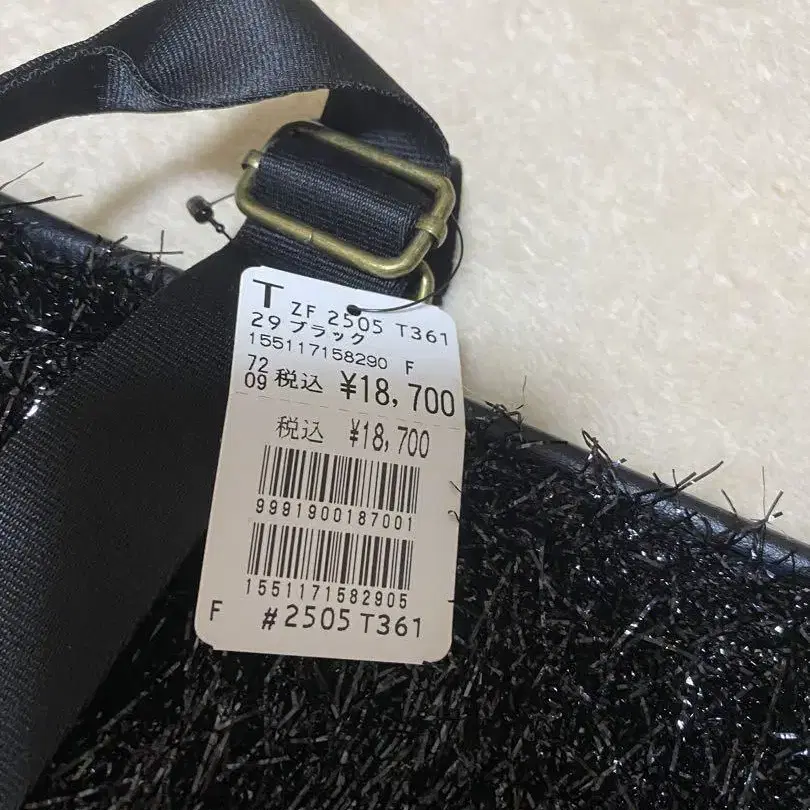 T ZF 2505 T361
29 ブラック
155117158290 F
72
09 税込 ¥18,700
税込 ¥18,700
9991900187001
1551171582905
F #2505 T361